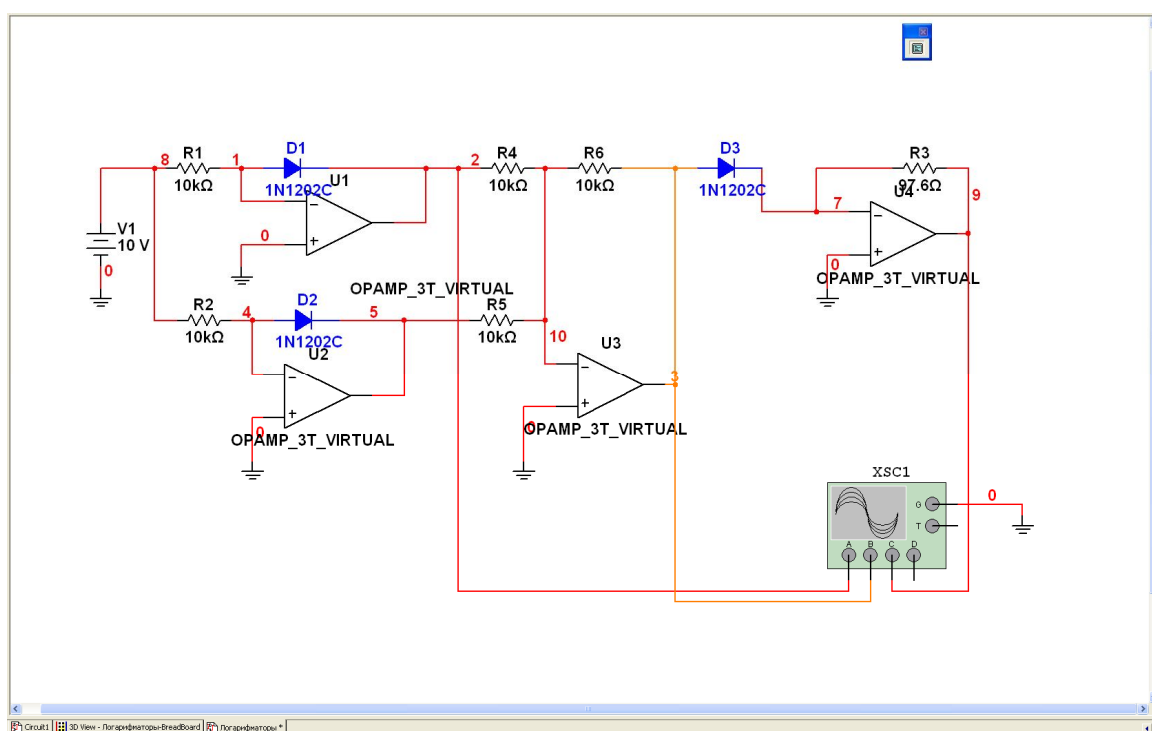 8
R1
10kΩ
1
D1
1N1202C
U1
2
R4
10kΩ
R6
10kΩ
D3
1N1202C
R3
97.6Ω
U4
7
9
V1
10 V
0
0
0
OPAMP_3T_VIRTUAL
OPAMP_3T_VIRTUAL
R2
10kΩ
4
D2
1N1202C
U2
5
R5
10kΩ
10
U3
3
0
OPAMP_3T_VIRTUAL
0
OPAMP_3T_VIRTUAL
XSC1
G
T
A B C D
0
Circuit1
3D View - Логарифматоры-BreadBoard
Логарифматоры *